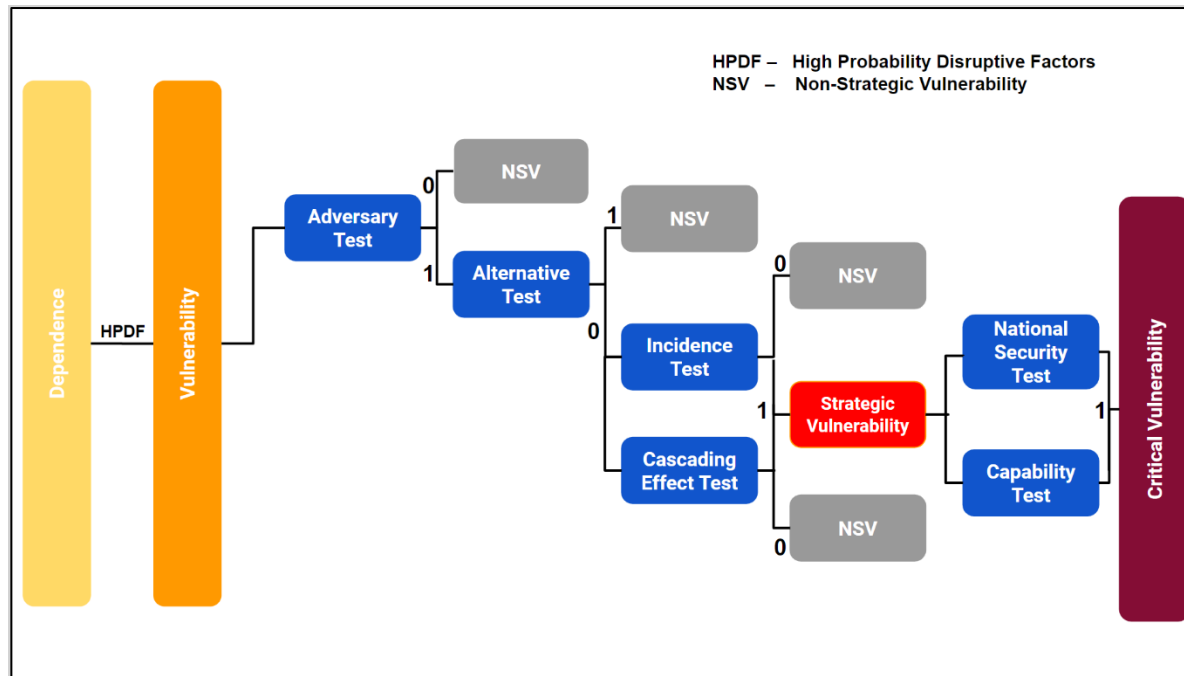 HPDF – High Probability Disruptive Factors
NSV – Non-Strategic Vulnerability
Dependence
HPDF
Vulnerability
Adversary
Test
0
1
NSV
Alternative
Test
1
0
NSV
Incidence
Test
Cascading
Effect Test
0
1
0
NSV
Strategic
Vulnerability
NSV
National
Security
Test
Capability
Test
1
Critical Vulnerability